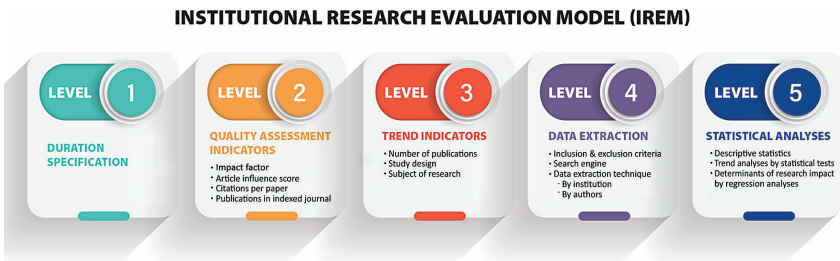 INSTITUTIONAL RESEARCH EVALUATION MODEL (IREM)
LEVEL 1
DURATION
SPECIFICATION
LEVEL 2
QUALITY ASSESSMENT
INDICATORS
• Impact factor
• Article influence score
• Citations per paper
• Publications in indexed journal
LEVEL 3
TREND INDICATORS
• Number of publications
• Study design
• Subject of research
LEVEL 4
DATA EXTRACTION
• Inclusion & exclusion criteria
• Search engine
• Data extraction technique
- By institution
- By authors
LEVEL 5
STATISTICAL ANALYSES
• Descriptive statistics
• Trend analyses by statistical tests
• Determinants of research impact
by regression analyses